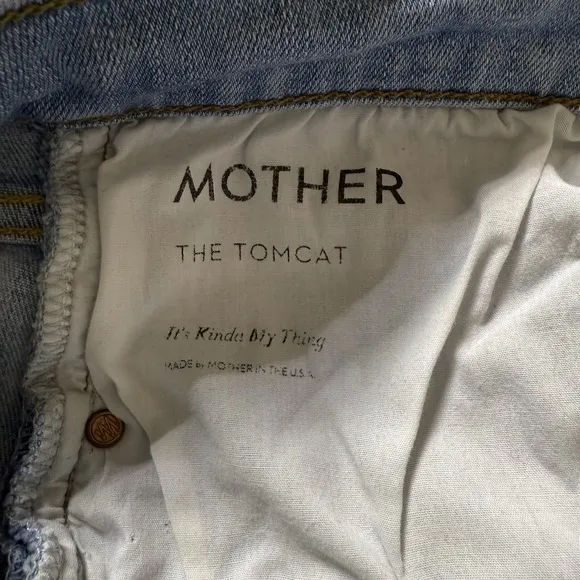 MOTHER
THE TOMCAT
It's Kinda My Thing
MADE by MOTHER IN THE U.S.A.